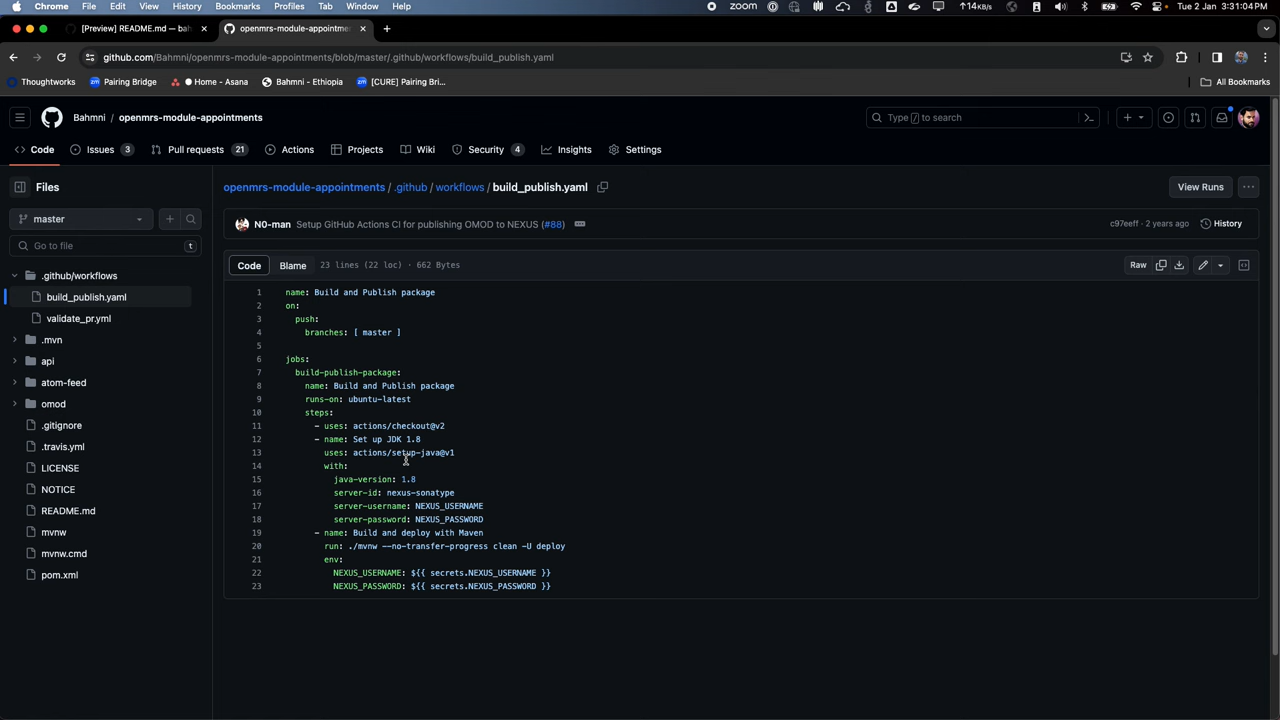 Chrome File Edit View History Bookmarks Profiles Tab Window Help zoom 14KB/s Tue 2 Jan 3:31:04 PM
[Preview] README.md — bah openmrs-module-appointme
github.com/Bahmni/openmrs-module-appointments/blob/master/.github/workflows/build_publish.yaml
Thoughtworks Pairing Bridge Home - Asana Bahmni - Ethiopia [CURE] Pairing Bri... All Bookmarks
Bahmni / openmrs-module-appointments Type / to search
Code Issues 3 Pull requests 21 Actions Projects Wiki Security 4 Insights Settings
Files
master
Go to file t
.github/workflows
build_publish.yaml
validate_pr.yml
.mvn
api
atom-feed
omod
.gitignore
.travis.yml
LICENSE
NOTICE
README.md
mvnw
mvnw.cmd
pom.xml
openmrs-module-appointments / .github / workflows / build_publish.yaml View Runs
N0-man Setup GitHub Actions CI for publishing OMOD to NEXUS (#88) c97eeff · 2 years ago History
Code Blame 23 lines (22 loc) · 662 Bytes Raw
1 name: Build and Publish package
2 on:
3 push:
4 branches: [ master ]
5
6 jobs:
7 build-publish-package:
8 name: Build and Publish package
9 runs-on: ubuntu-latest
10 steps:
11 - uses: actions/checkout@v2
12 - name: Set up JDK 1.8
13 uses: actions/setup-java@v1
14 with:
15 java-version: 1.8
16 server-id: nexus-sonatype
17 server-username: NEXUS_USERNAME
18 server-password: NEXUS_PASSWORD
19 - name: Build and deploy with Maven
20 run: ./mvnw --no-transfer-progress clean -U deploy
21 env:
22 NEXUS_USERNAME: ${{ secrets.NEXUS_USERNAME }}
23 NEXUS_PASSWORD: ${{ secrets.NEXUS_PASSWORD }}